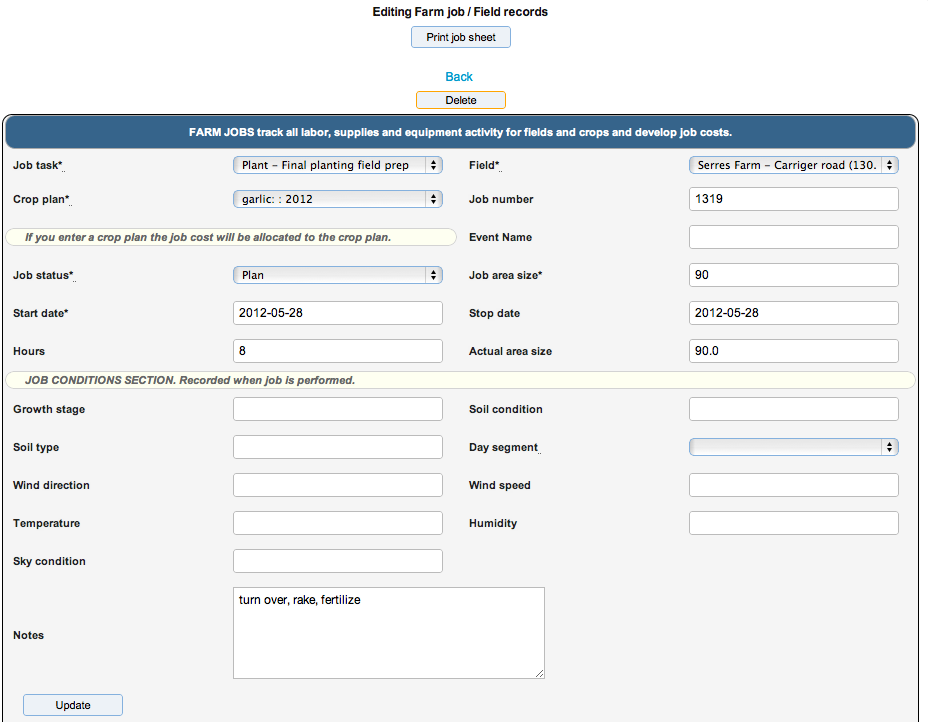 Editing Farm job / Field records
Print job sheet
Back
Delete
FARM JOBS track all labor, supplies and equipment activity for fields and crops and develop job costs.
Job task* Plant – Final planting field prep Field* Serres Farm – Carriger road (130.
Crop plan* garlic: : 2012 Job number 1319
If you enter a crop plan the job cost will be allocated to the crop plan. Event Name
Job status* Plan Job area size* 90
Start date* 2012-05-28 Stop date 2012-05-28
Hours 8 Actual area size 90.0
JOB CONDITIONS SECTION. Recorded when job is performed.
Growth stage Soil condition
Soil type Day segment
Wind direction Wind speed
Temperature Humidity
Sky condition
turn over, rake, fertilize
Notes
Update